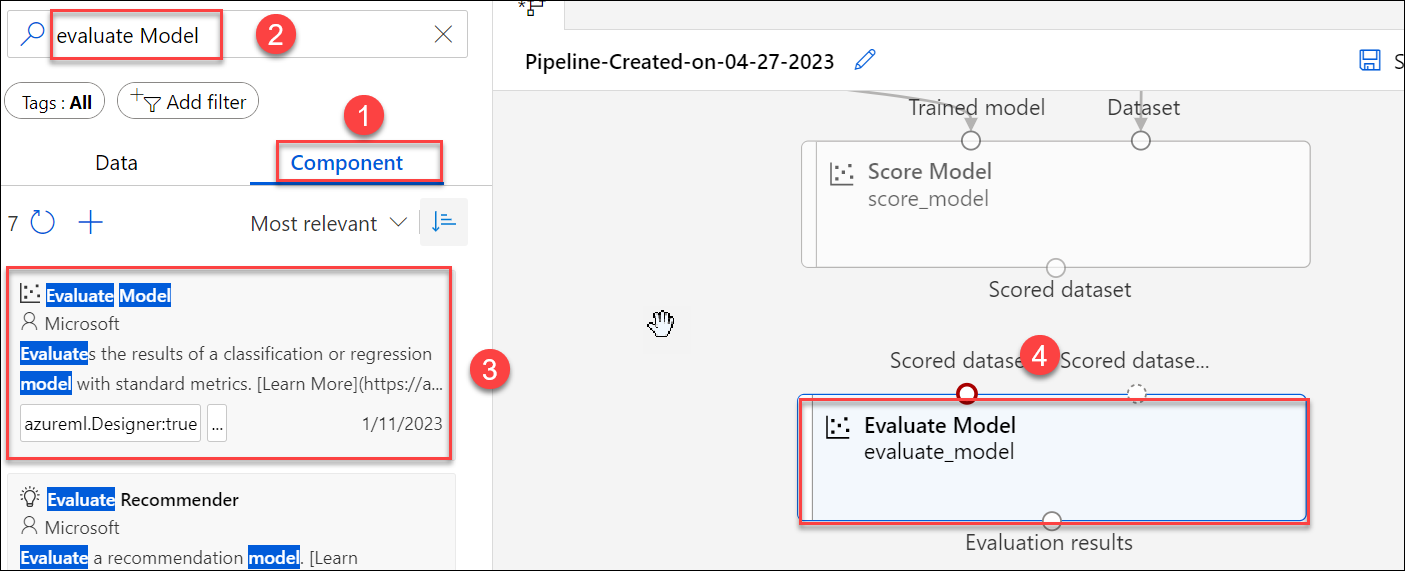 evaluate Model
2
Tags : All
Add filter
1
Data
Component
7
Most relevant
Evaluate Model
Microsoft
Evaluates the results of a classification or regression
model with standard metrics. [Learn More](https://a...
azureml.Designer:true
...
1/11/2023
3
Evaluate Recommender
Microsoft
Evaluate a recommendation model. [Learn
Pipeline-Created-on-04-27-2023
S
Trained model
Dataset
Score Model
score_model
Scored dataset
Scored datase
4
Scored datase...
Evaluate Model
evaluate_model
Evaluation results